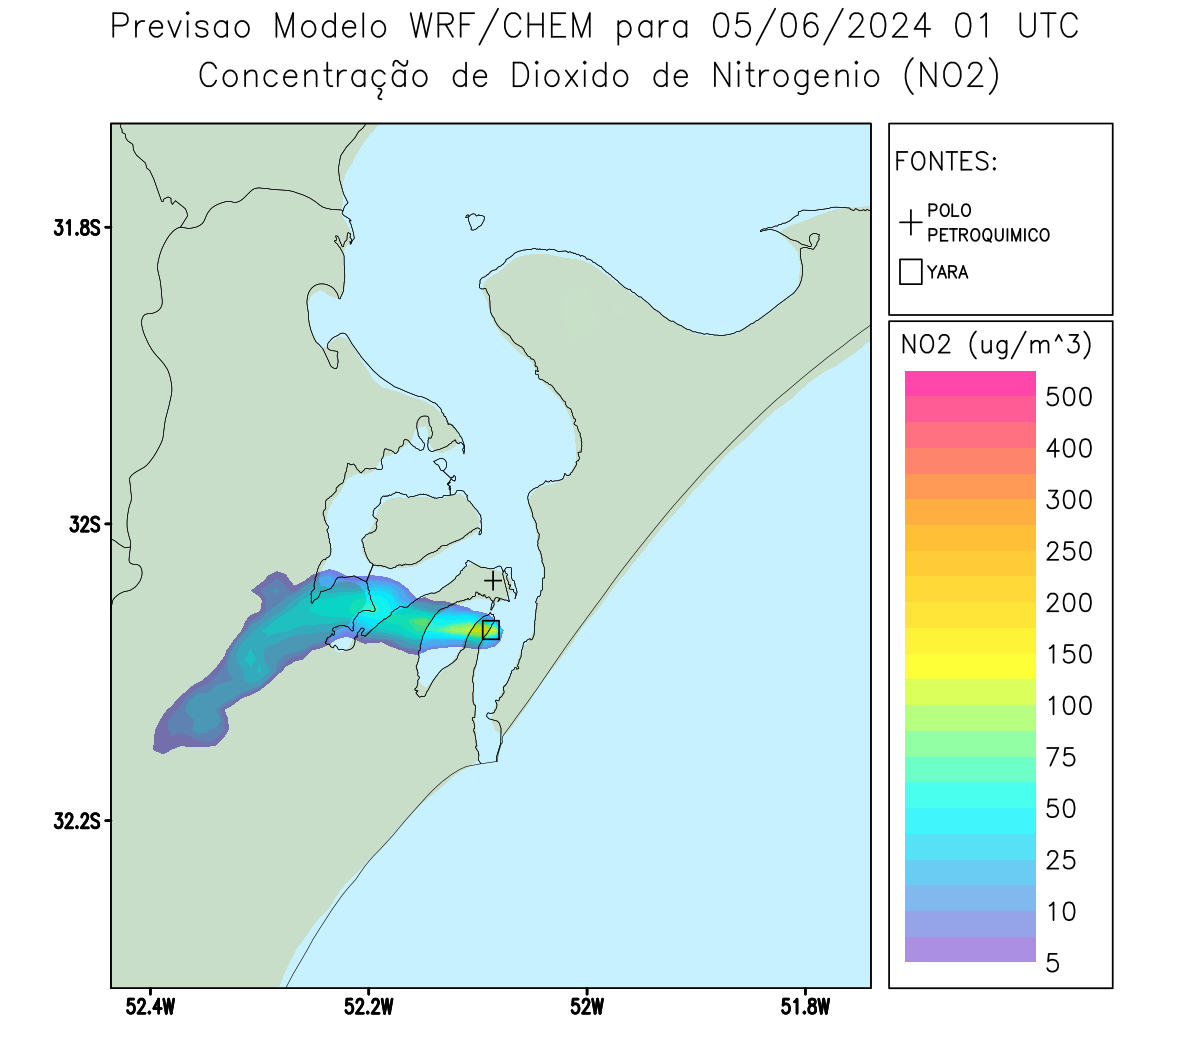 Previsao Modelo WRF/CHEM para 05/06/2024 01 UTC
Concentração de Dioxido de Nitrogenio (NO2)
FONTES:
POLO
PETROQUIMICO
YARA
NO2 (ug/m^3)
500
400
300
250
200
150
100
75
50
25
10
5
31.8S
32S
32.2S
52.4W
52.2W
52W
51.8W